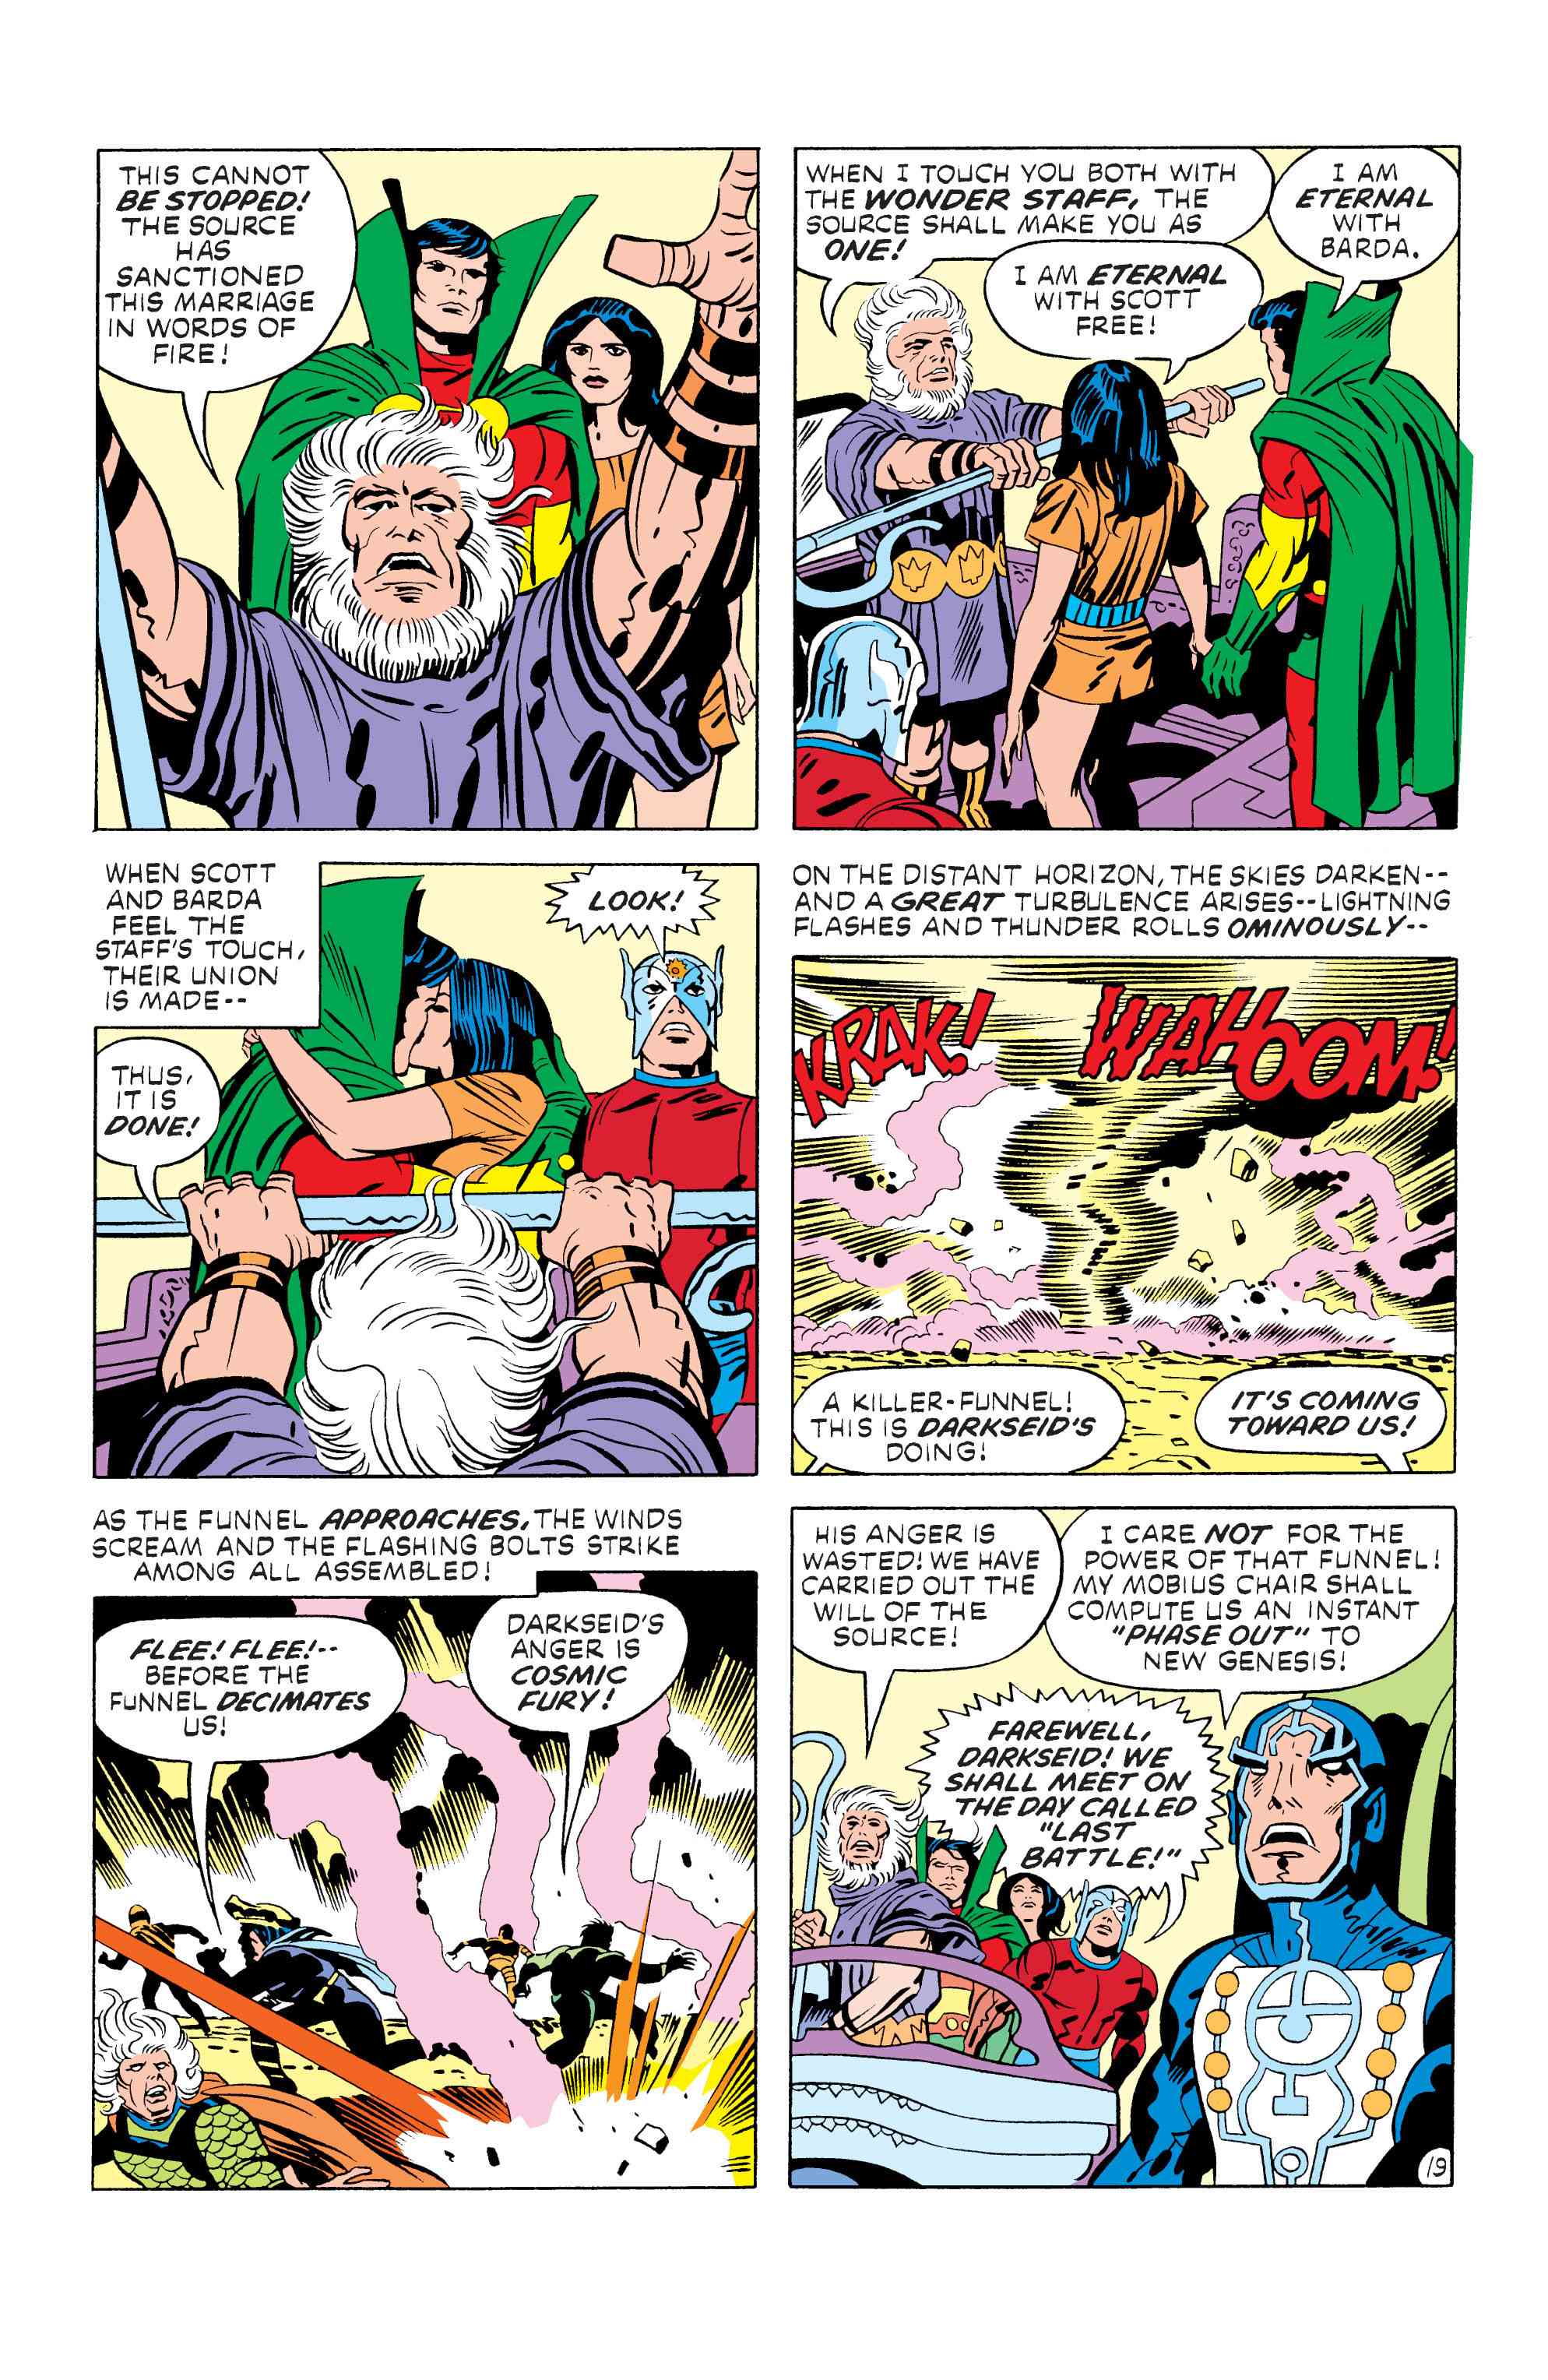 THIS CANNOT
BE STOPPED!
THE SOURCE
HAS
SANCTIONED
THIS MARRIAGE
IN WORDS OF
FIRE!
WHEN I TOUCH YOU BOTH WITH
THE WONDER STAFF, THE
SOURCE SHALL MAKE YOU AS
ONE!
I AM ETERNAL
WITH SCOTT
FREE!
I AM
ETERNAL
WITH
BARDA.
WHEN SCOTT
AND BARDA
FEEL THE
STAFF'S TOUCH,
THEIR UNION
IS MADE--
LOOK!
THUS,
IT IS
DONE!
ON THE DISTANT HORIZON, THE SKIES DARKEN--
AND A GREAT TURBULENCE ARISES--LIGHTNING
FLASHES AND THUNDER ROLLS OMINOUSLY--
KRAK!
WAHOOM!
A KILLER-FUNNEL!
THIS IS DARKSEID'S
DOING!
IT'S COMING
TOWARD US!
AS THE FUNNEL APPROACHES, THE WINDS
SCREAM AND THE FLASHING BOLTS STRIKE
AMONG ALL ASSEMBLED!
FLEE! FLEE!--
BEFORE THE
FUNNEL DECIMATES
US!
DARKSEID'S
ANGER IS
COSMIC
FURY!
HIS ANGER IS
WASTED! WE HAVE
CARRIED OUT THE
WILL OF THE
SOURCE!
I CARE NOT FOR THE
POWER OF THAT FUNNEL!
MY MOBIUS CHAIR SHALL
COMPUTE US AN INSTANT
"PHASE OUT" TO
NEW GENESIS!
FAREWELL,
DARKSEID! WE
SHALL MEET ON
THE DAY CALLED
"LAST
BATTLE!"
19